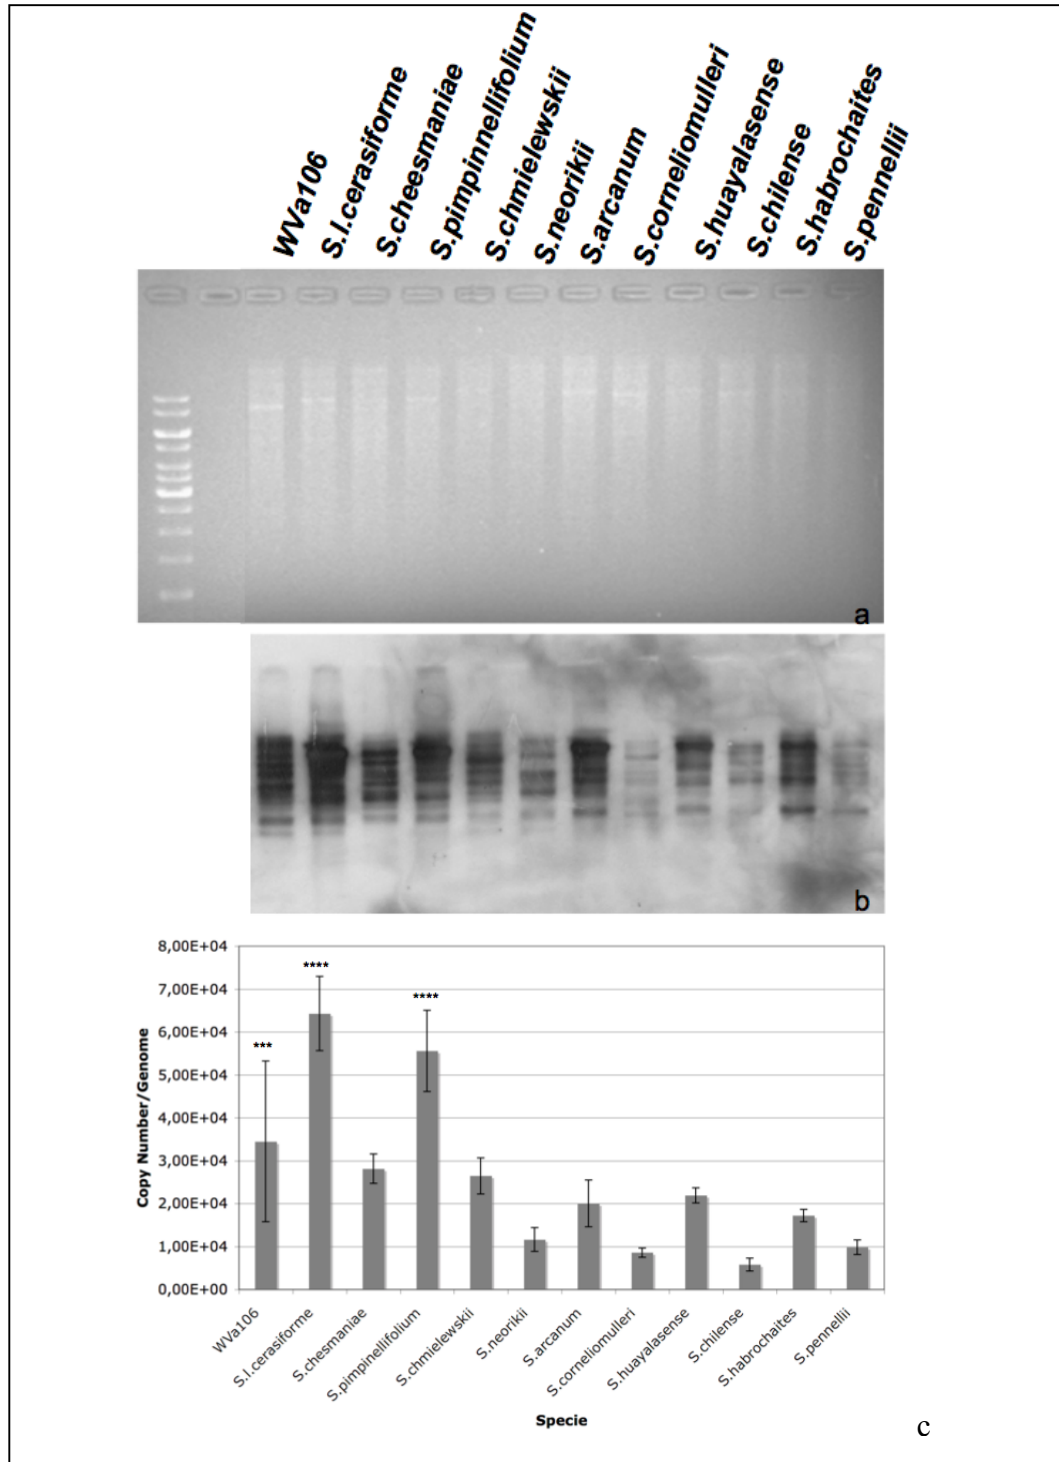 WVa106
S.l.cerasiforme
S.cheesmaniae
S.pimpinnellifolium
S.chmielewskii
S.neorikii
S.arcanum
S.corneliomulleri
S.huayalasense
S.chilense
S.habrochaites
S.pennellii
a
b
8,00E+04
7,00E+04
6,00E+04
5,00E+04
4,00E+04
3,00E+04
2,00E+04
1,00E+04
0,00E+00
Copy Number/Genome
***
****
****
WVa106
S.l.cerasiforme
S.chesmaniae
S.pimpinellifolium
S.chmielewskii
S.neorikii
S.arcanum
S.corneliomulleri
S.huayalasense
S.chilense
S.habrochaites
S.pennellii
Specie
c